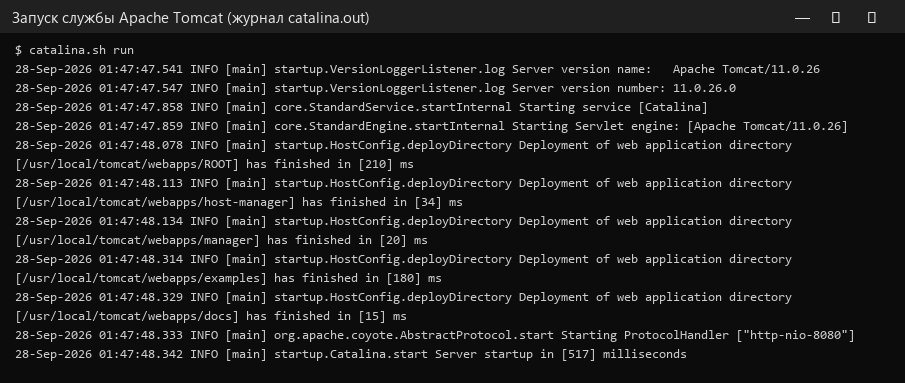 Запуск службы Apache Tomcat (журнал catalina.out)
$ catalina.sh run
28-Sep-2026 01:47:47.541 INFO [main] startup.VersionLoggerListener.log Server version name:   Apache Tomcat/11.0.26
28-Sep-2026 01:47:47.547 INFO [main] startup.VersionLoggerListener.log Server version number: 11.0.26.0
28-Sep-2026 01:47:47.858 INFO [main] core.StandardService.startInternal Starting service [Catalina]
28-Sep-2026 01:47:47.859 INFO [main] core.StandardEngine.startInternal Starting Servlet engine: [Apache Tomcat/11.0.26]
28-Sep-2026 01:47:48.078 INFO [main] startup.HostConfig.deployDirectory Deployment of web application directory
[/usr/local/tomcat/webapps/ROOT] has finished in [210] ms
28-Sep-2026 01:47:48.113 INFO [main] startup.HostConfig.deployDirectory Deployment of web application directory
[/usr/local/tomcat/webapps/host-manager] has finished in [34] ms
28-Sep-2026 01:47:48.134 INFO [main] startup.HostConfig.deployDirectory Deployment of web application directory
[/usr/local/tomcat/webapps/manager] has finished in [20] ms
28-Sep-2026 01:47:48.314 INFO [main] startup.HostConfig.deployDirectory Deployment of web application directory
[/usr/local/tomcat/webapps/examples] has finished in [180] ms
28-Sep-2026 01:47:48.329 INFO [main] startup.HostConfig.deployDirectory Deployment of web application directory
[/usr/local/tomcat/webapps/docs] has finished in [15] ms
28-Sep-2026 01:47:48.333 INFO [main] org.apache.coyote.AbstractProtocol.start Starting ProtocolHandler ["http-nio-8080"]
28-Sep-2026 01:47:48.342 INFO [main] startup.Catalina.start Server startup in [517] milliseconds